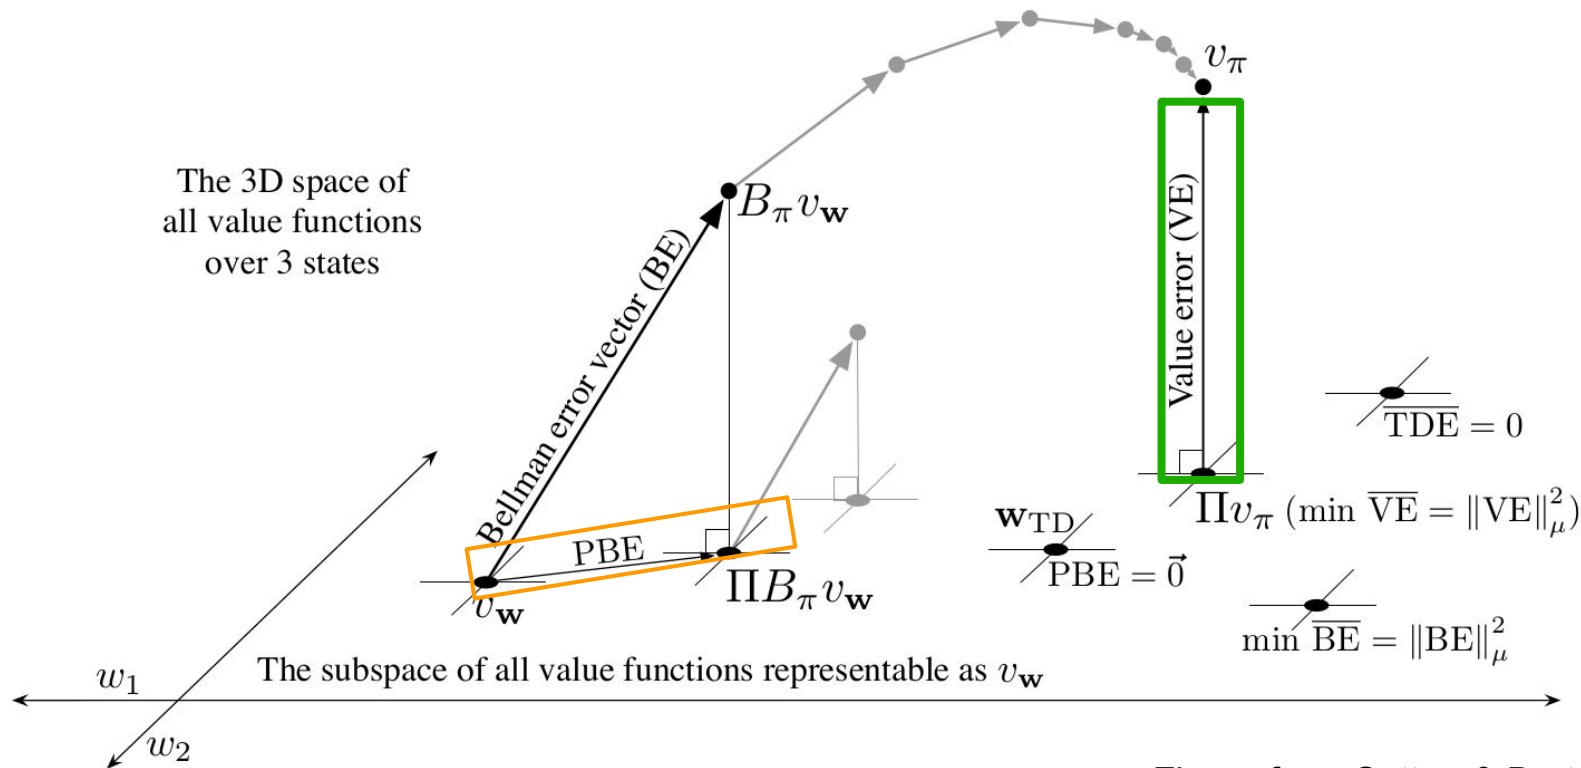 v_π
The 3D space of
all value functions
over 3 states
B_π v_w
Bellman error vector (BE)
Value error (VE)
TDE = 0
Πv_π (min VE = ‖VE‖²_μ)
w_TD
PBE = 0⃗
PBE
ΠB_π v_w
v_w
min BE = ‖BE‖²_μ
The subspace of all value functions representable as v_w
w_1
w_2